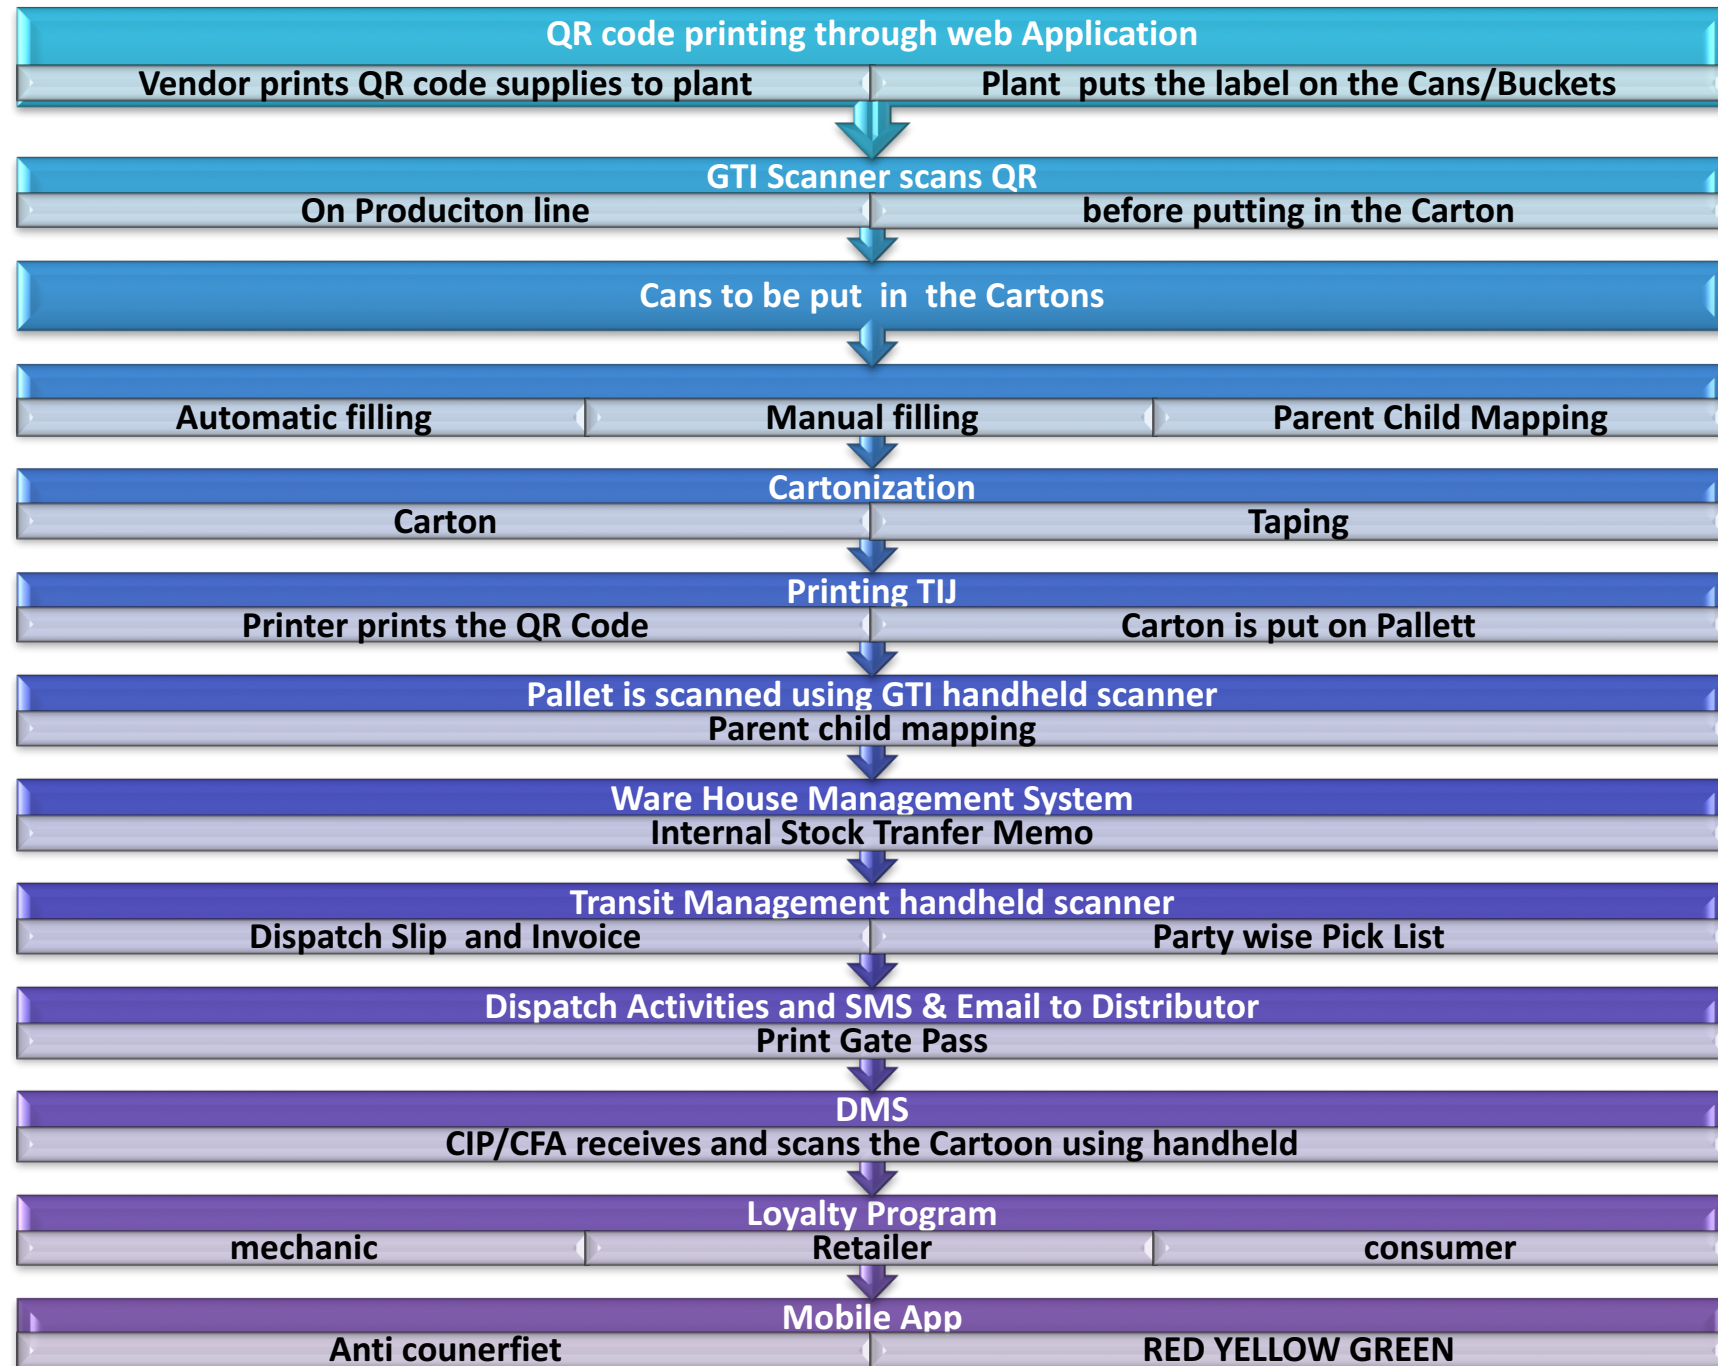 QR code printing through web Application
Vendor prints QR code supplies to plant
Plant puts the label on the Cans/Buckets
GTI Scanner scans QR
On Produciton line
before putting in the Carton
Cans to be put in the Cartons
Automatic filling
Manual filling
Parent Child Mapping
Cartonization
Carton
Taping
Printing TIJ
Printer prints the QR Code
Carton is put on Pallett
Pallet is scanned using GTI handheld scanner
Parent child mapping
Ware House Management System
Internal Stock Tranfer Memo
Transit Management handheld scanner
Dispatch Slip and Invoice
Party wise Pick List
Dispatch Activities and SMS & Email to Distributor
Print Gate Pass
DMS
CIP/CFA receives and scans the Cartoon using handheld
Loyalty Program
mechanic
Retailer
consumer
Mobile App
Anti counerfiet
RED YELLOW GREEN